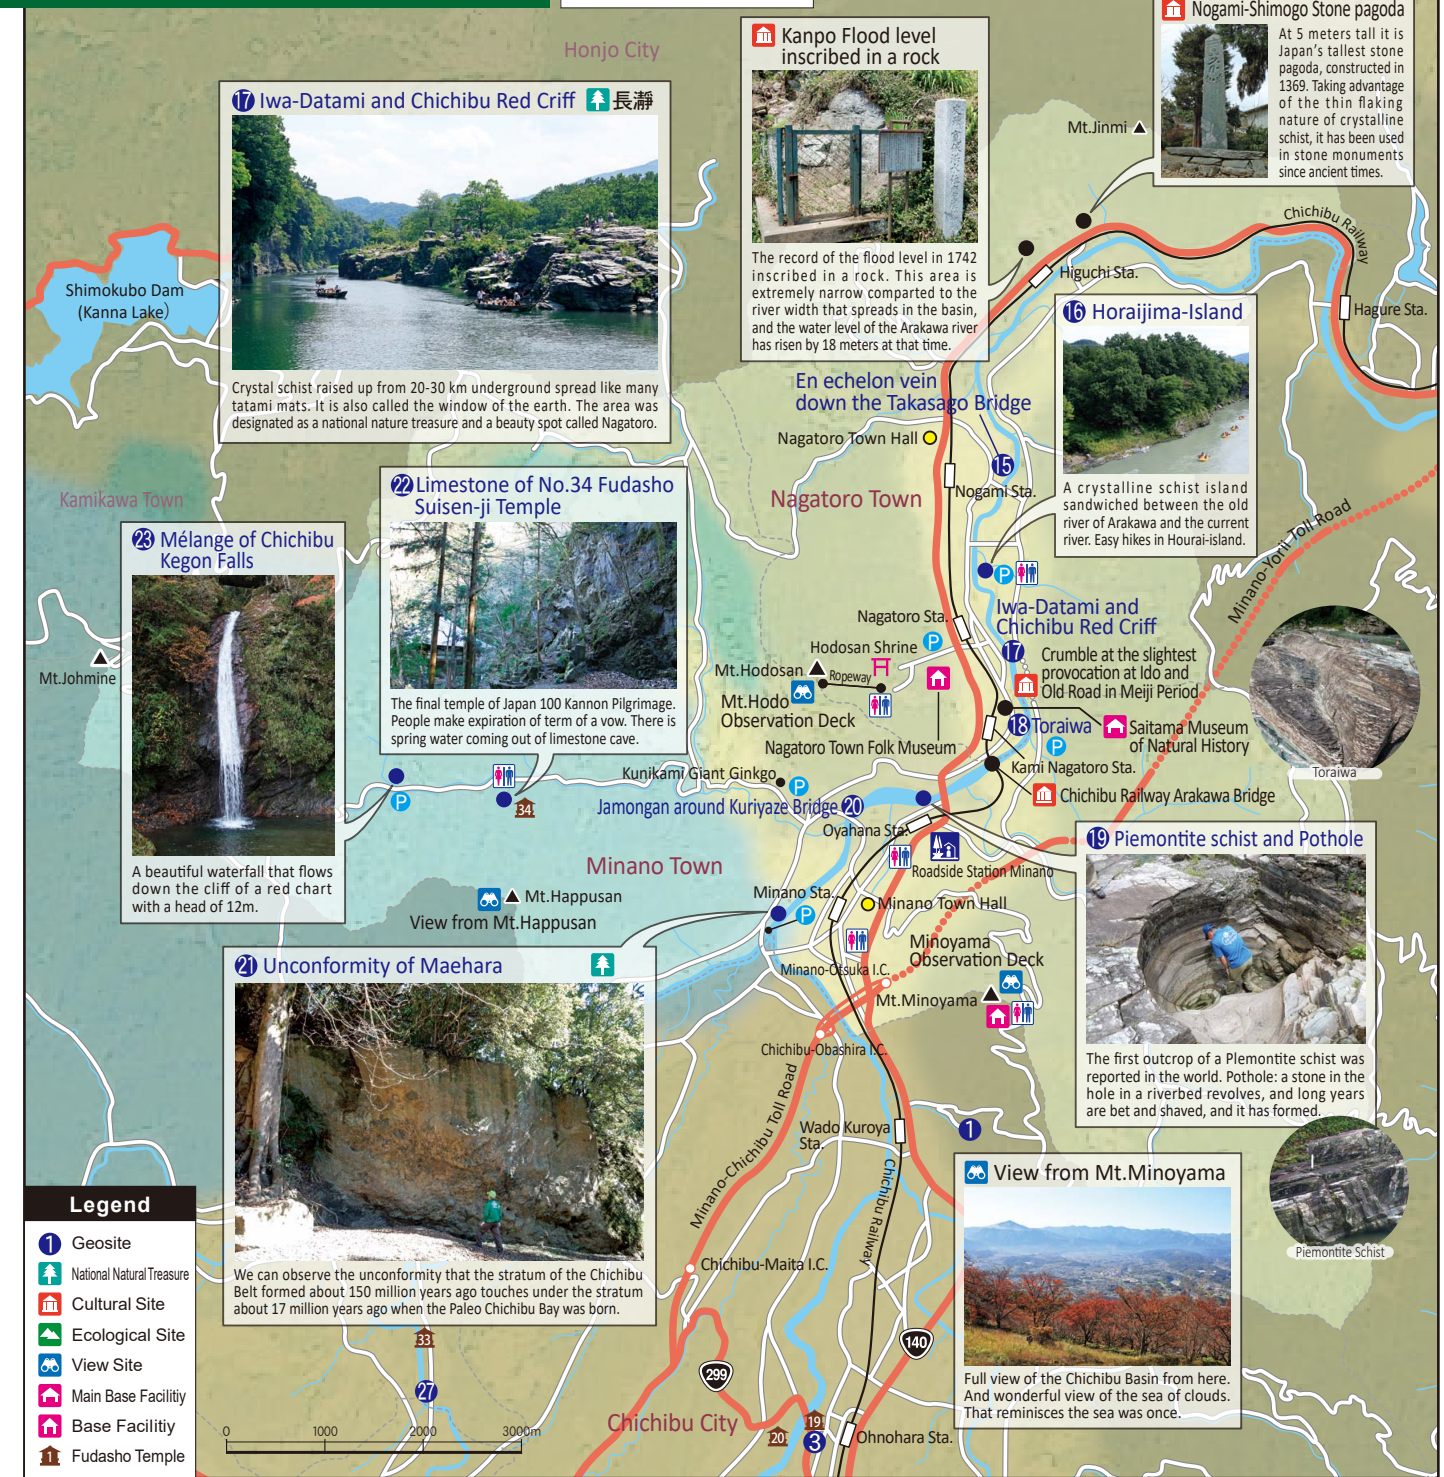 Honjo City
17 Iwa-Datami and Chichibu Red Criff 長瀞
Crystal schist raised up from 20-30 km underground spread like many
tatami mats. It is also called the window of the earth. The area was
designated as a national nature treasure and a beauty spot called Nagatoro.
Kanpo Flood level
inscribed in a rock
The record of the flood level in 1742
inscribed in a rock. This area is
extremely narrow comparted to the
river width that spreads in the basin,
and the water level of the Arakawa river
has risen by 18 meters at that time.
Nogami-Shimogo Stone pagoda
At 5 meters tall it is
Japan's tallest stone
pagoda, constructed in
1369. Taking advantage
of the thin flaking
nature of crystalline
schist, it has been used
in stone monuments
since ancient times.
Mt.Jinmi
Chichibu Railway
Higuchi Sta.
Hagure Sta.
Shimokubo Dam
(Kanna Lake)
16 Horaijima-Island
A crystalline schist island
sandwiched between the old
river of Arakawa and the current
river. Easy hikes in Hourai-island.
En echelon vein
down the Takasago Bridge
Nagatoro Town Hall
15
Nogami Sta.
Nagatoro Town
Kamikawa Town
22 Limestone of No.34 Fudasho
Suisen-ji Temple
The final temple of Japan 100 Kannon Pilgrimage.
People make expiration of term of a vow. There is
spring water coming out of limestone cave.
23 Mélange of Chichibu
Kegon Falls
A beautiful waterfall that flows
down the cliff of a red chart
with a head of 12m.
Mt.Johmine
Minano-Yorii Toll Road
P
Iwa-Datami and
Chichibu Red Criff
17
Nagatoro Sta.
Hodosan Shrine
P
Mt.Hodosan
Ropeway
Mt.Hodo
Observation Deck
Crumble at the slightest
provocation at Ido and
Old Road in Meiji Period
18 Toraiwa
P
Saitama Museum
of Natural History
Toraiwa
Nagatoro Town Folk Museum
Kami Nagatoro Sta.
Kunikami Giant Ginkgo
P
Chichibu Railway Arakawa Bridge
P
34
Jamongan around Kuriyaze Bridge 20
Oyahana Sta.
Roadside Station Minano
19 Piemontite schist and Pothole
The first outcrop of a Plemontite schist was
reported in the world. Pothole: a stone in the
hole in a riverbed revolves, and long years
are bet and shaved, and it has formed.
Piemontite Schist
Minano Town
Mt.Happusan
View from Mt.Happusan
Minano Sta.
P
Minano Town Hall
Minoyama
Observation Deck
Minano-Otsuka I.C.
Mt.Minoyama
21 Unconformity of Maehara
We can observe the unconformity that the stratum of the Chichibu
Belt formed about 150 million years ago touches under the stratum
about 17 million years ago when the Paleo Chichibu Bay was born.
Chichibu-Obashira I.C.
Minano-Chichibu Toll Road
Wado Kuroya
Sta.
1
Chichibu Railway
View from Mt.Minoyama
Full view of the Chichibu Basin from here.
And wonderful view of the sea of clouds.
That reminisces the sea was once.
Chichibu-Maita I.C.
140
299
33
27
Chichibu City
19
20
3
Ohnohara Sta.
0 1000 2000 3000m
Legend
1 Geosite
National Natural Treasure
Cultural Site
Ecological Site
View Site
Main Base Facilitiy
Base Facilitiy
1 Fudasho Temple